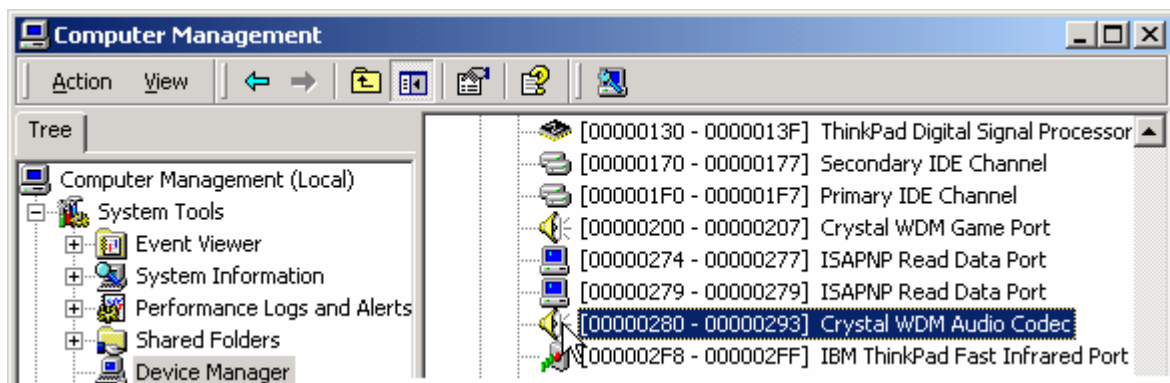 Computer Management
Action View
Tree
Computer Management (Local)
System Tools
Event Viewer
System Information
Performance Logs and Alerts
Shared Folders
Device Manager
[00000130 - 0000013F] ThinkPad Digital Signal Processor
[00000170 - 00000177] Secondary IDE Channel
[000001F0 - 000001F7] Primary IDE Channel
[00000200 - 00000207] Crystal WDM Game Port
[00000274 - 00000277] ISAPNP Read Data Port
[00000279 - 00000279] ISAPNP Read Data Port
[00000280 - 00000293] Crystal WDM Audio Codec
[000002F8 - 000002FF] IBM ThinkPad Fast Infrared Port